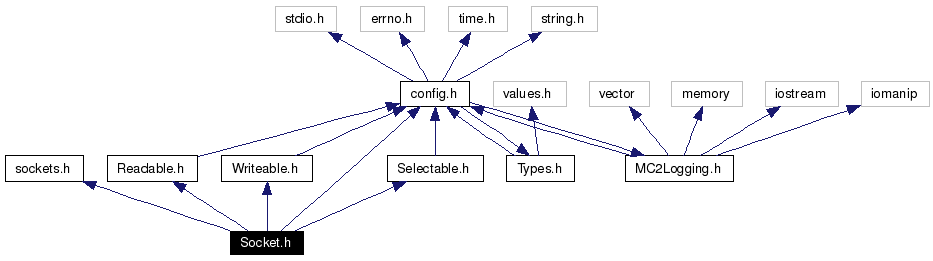 stdio.h errno.h time.h string.h
config.h values.h vector memory iostream iomanip
sockets.h Readable.h Writeable.h Selectable.h Types.h MC2Logging.h
Socket.h